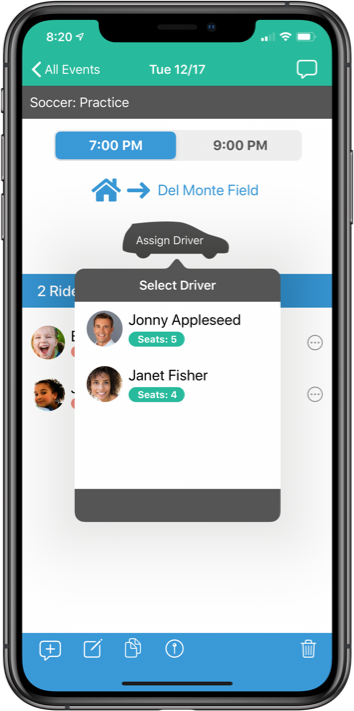 8:20
All Events
Tue 12/17
Soccer: Practice
7:00 PM
9:00 PM
Del Monte Field
Assign Driver
2 Ride
Select Driver
Jonny Appleseed
Seats: 5
Janet Fisher
Seats: 4